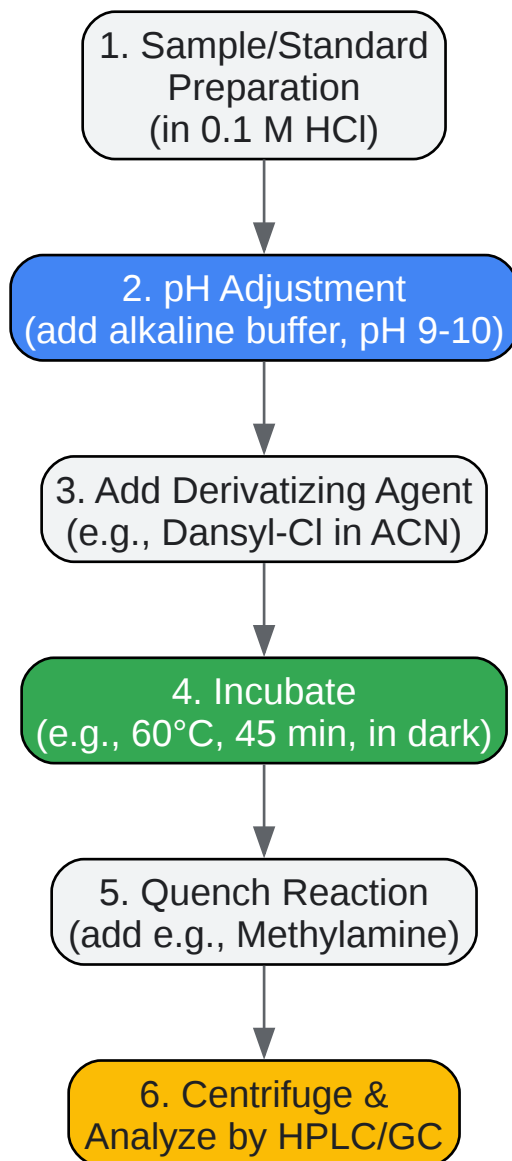 1. Sample/Standard
Preparation
(in 0.1 M HCl)
2. pH Adjustment
(add alkaline buffer, pH 9-10)
3. Add Derivatizing Agent
(e.g., Dansyl-Cl in ACN)
4. Incubate
(e.g., 60°C, 45 min, in dark)
5. Quench Reaction
(add e.g., Methylamine)
6. Centrifuge &
Analyze by HPLC/GC